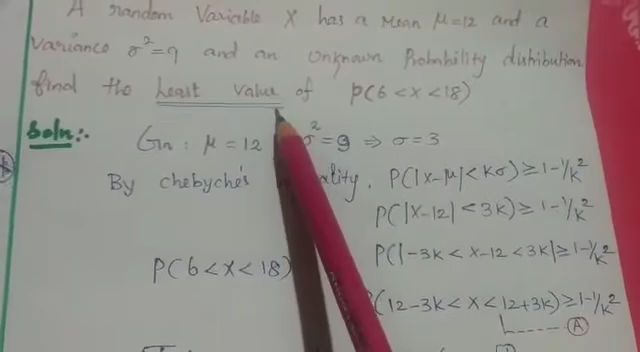 A random Variable X has a Mean μ=12 and a
Variance σ²=9 and an Unknown Probability distribution.
find the Least value of P(6<X<18)
Soln:-
Gn: μ=12 σ²=9 ⇒ σ=3
By chebyche's ality. P(|X-μ|<Kσ) ≥ 1-1/K²
P(|X-12|<3K) ≥ 1-1/K²
P(|-3K<X-12<3K| ≥ 1-1/K²
P(6<X<18)
(12-3K<X<12+3K) ≥ 1-1/K²
Ⓐ